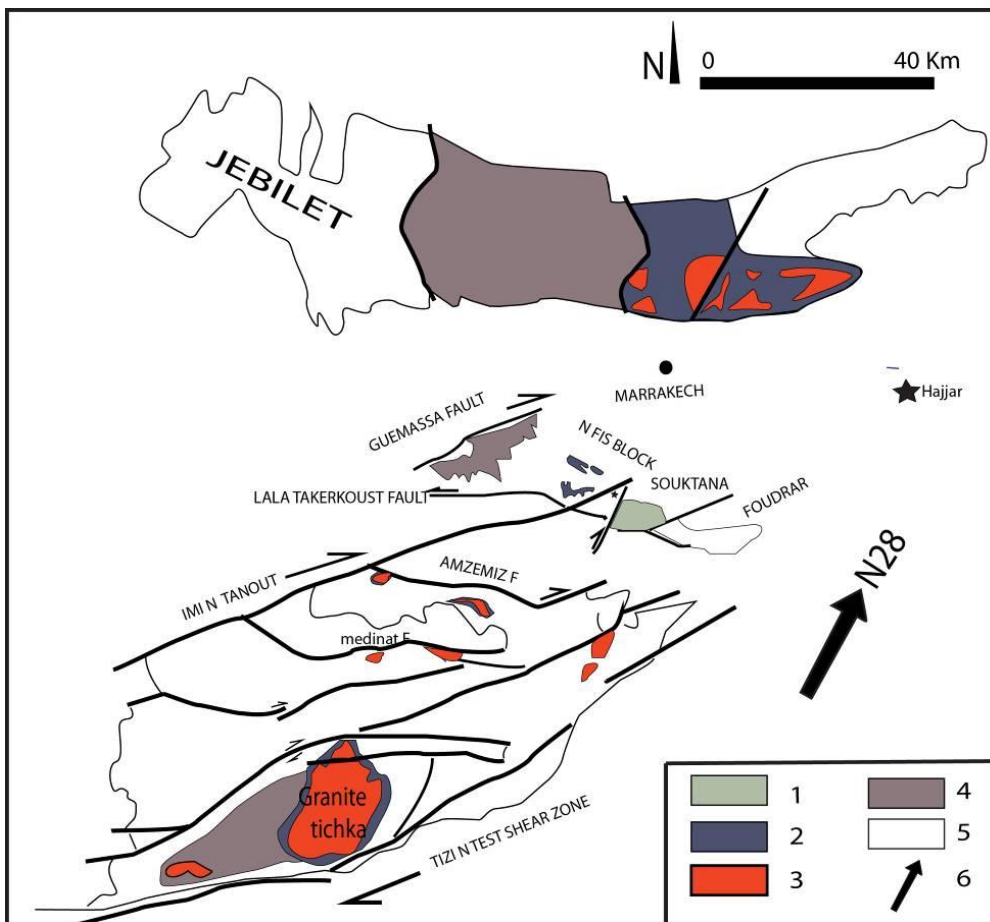 N
0 40 Km
JEBILET
MARRAKECH
Hajjar
GUEMASSA FAULT
N FIS BLOCK
LALA TAKERKOUST FAULT
SOUKTANA
FOUDRAR
IMI N TANOUT
AMZEMIZ F
medinat F
N28
Granite
tichka
TIZI N TEST SHEAR ZONE
1 4
2 5
3 6